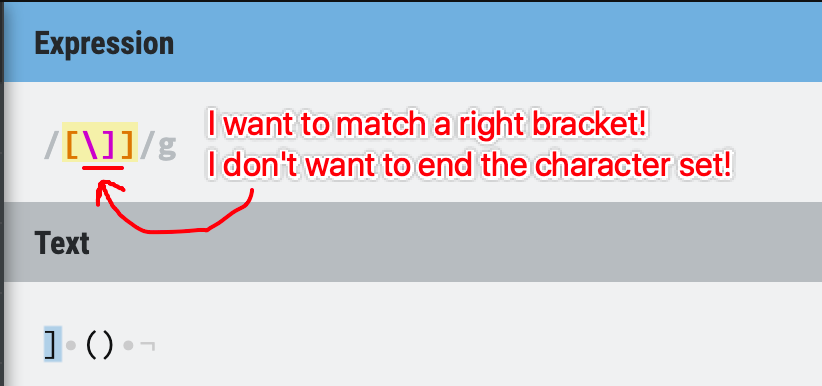 Expression
/[\]]/g
I want to match a right bracket!
I don't want to end the character set!
Text
]•()•¬